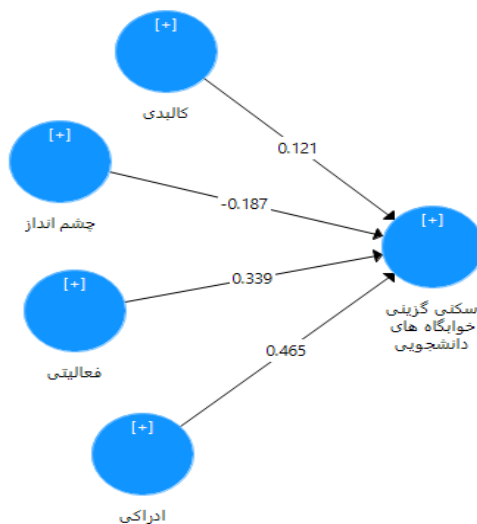 [+]
کالبدی
0.121
[+]
چشم انداز
-0.187
[+]
سکنی گزینی
خوابگاه های
دانشجویی
[+]
فعالیتی
0.339
0.465
[+]
ادراکی